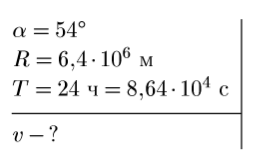 α = 54°
R = 6,4 · 10⁶ м
T = 24 ч = 8,64 · 10⁴ с
v − ?